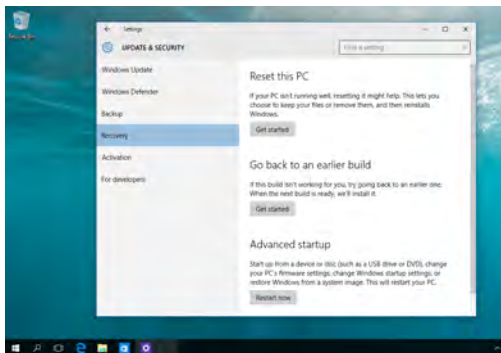 Settings
UPDATE & SECURITY
Find a setting
Windows Update
Windows Defender
Backup
Recovery
Activation
For developers
Reset this PC
If your PC isn't running well, resetting it might help. This lets you
choose to keep your files or remove them, and then reinstalls
Windows.
Get started
Go back to an earlier build
If this build isn't working for you, try going back to an earlier one.
When the next build is ready, we'll install it.
Get started
Advanced startup
Start up from a device or disc (such as a USB drive or DVD), change
your PC's firmware settings, change Windows startup settings, or
restore Windows from a system image. This will restart your PC.
Restart now